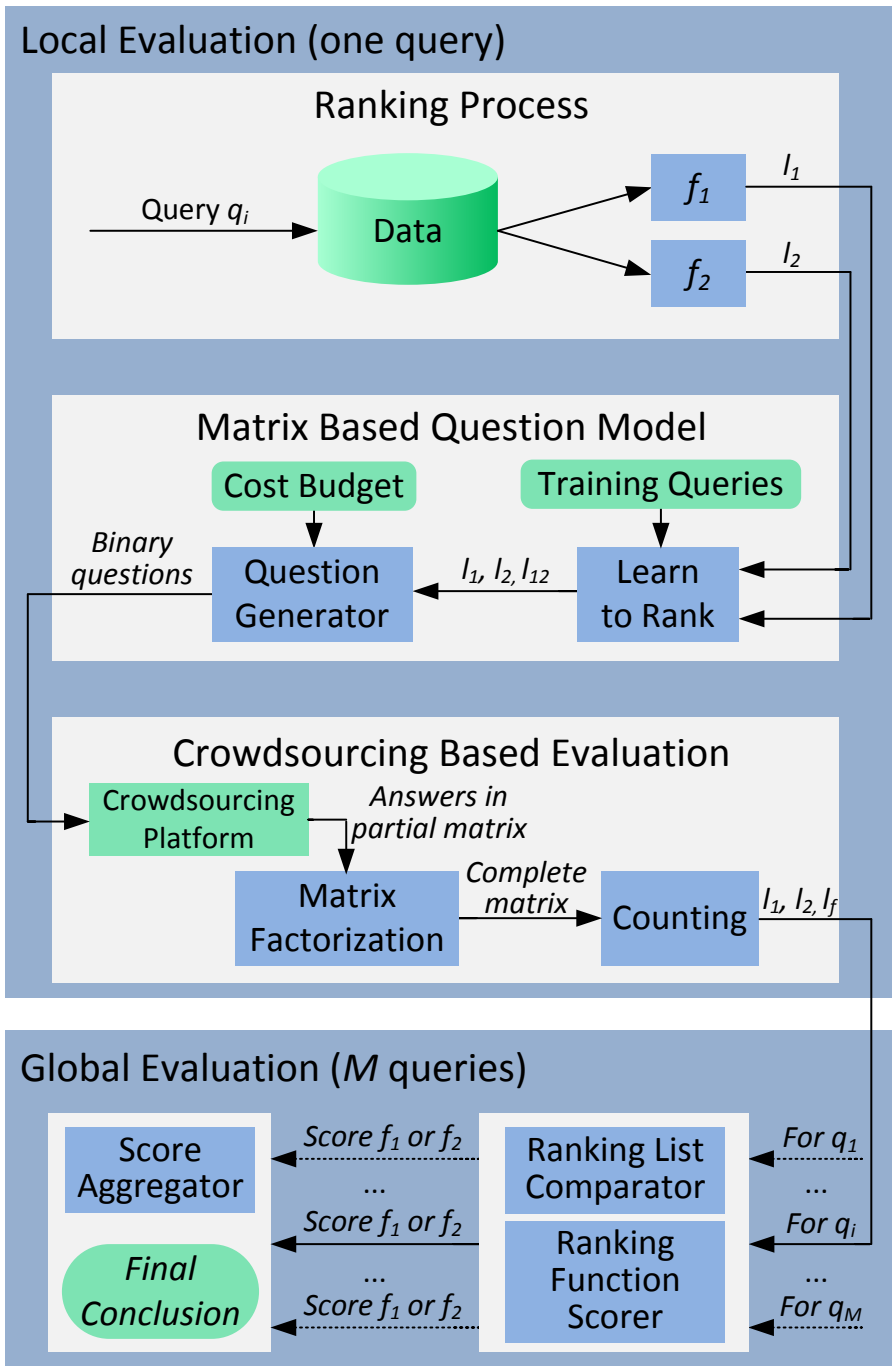 Local Evaluation (one query)
Ranking Process
Query qi
Data
f1
l1
f2
l2
Matrix Based Question Model
Cost Budget
Training Queries
Binary
questions
Question
Generator
l1, l2, l12
Learn
to Rank
Crowdsourcing Based Evaluation
Crowdsourcing
Platform
Answers in
partial matrix
Matrix
Factorization
Complete
matrix
Counting
l1, l2, lf
Global Evaluation (M queries)
Score
Aggregator
Final
Conclusion
Score f1 or f2
...
Score f1 or f2
...
Score f1 or f2
Ranking List
Comparator
Ranking
Function
Scorer
For q1
...
For qi
...
For qM